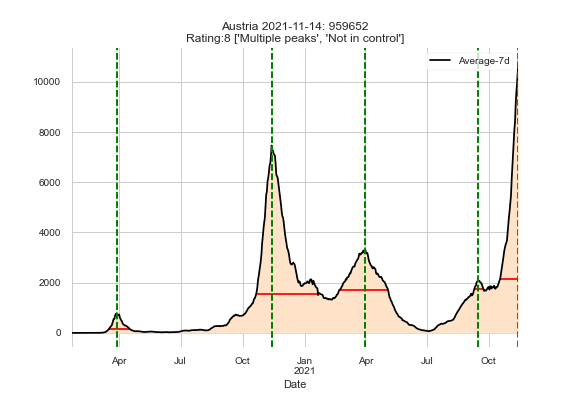 Austria 2021-11-14: 959652
Rating:8 ['Multiple peaks', 'Not in control']
Average-7d
10000
8000
6000
4000
2000
0
Apr Jul Oct Jan Apr Jul Oct
2021
Date